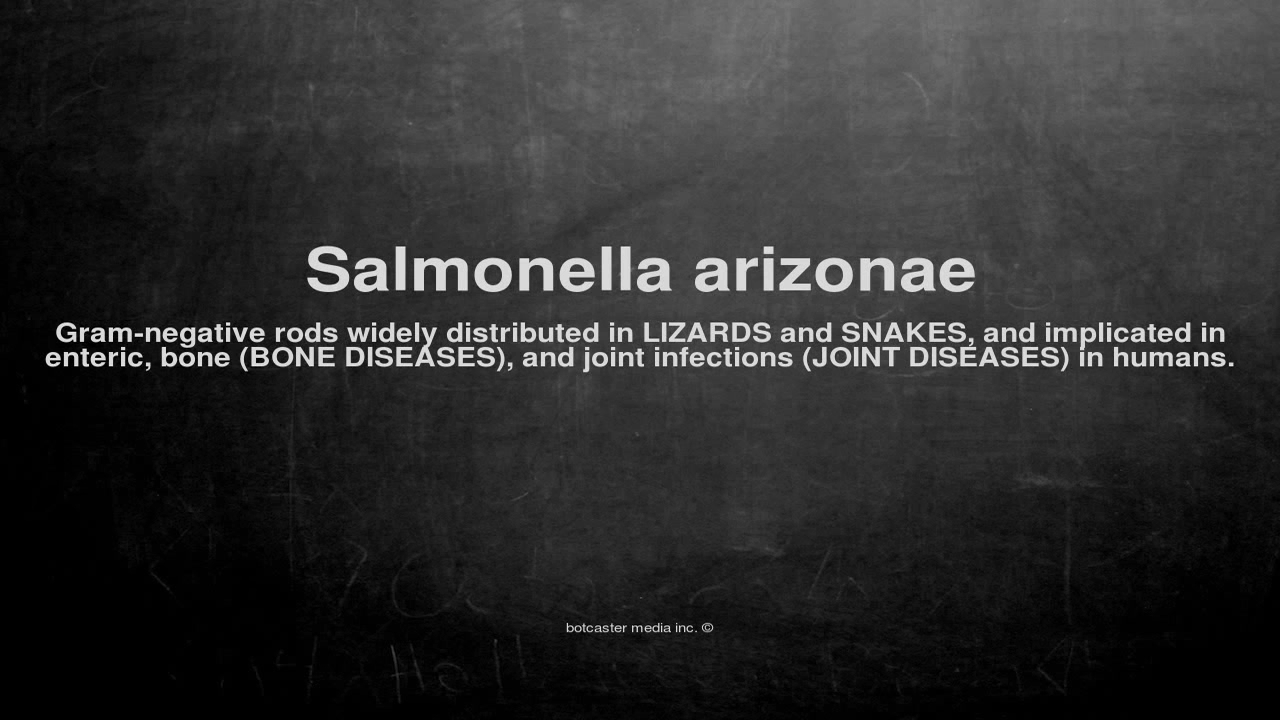 Salmonella arizonae
Gram-negative rods widely distributed in LIZARDS and SNAKES, and implicated in
enteric, bone (BONE DISEASES), and joint infections (JOINT DISEASES) in humans.
botcaster media inc. ©